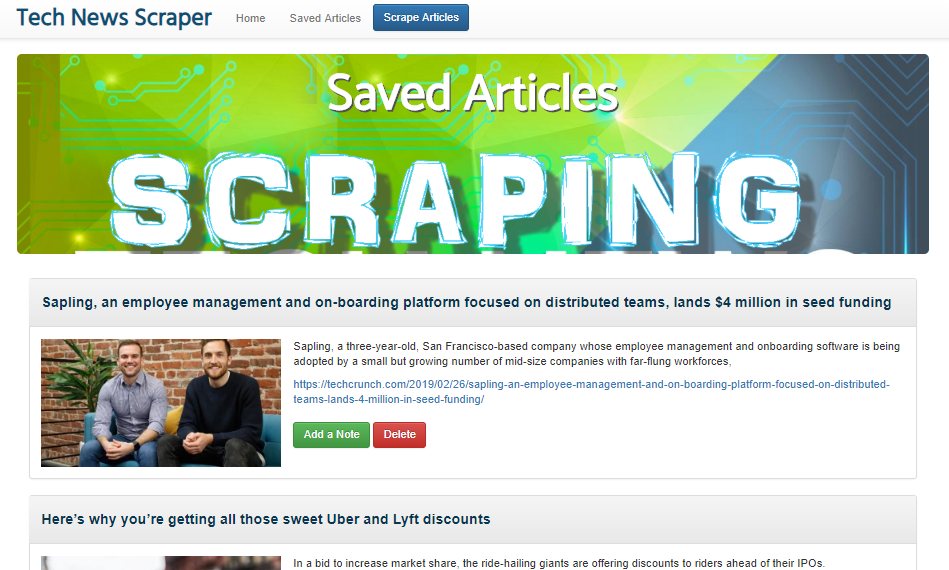 Tech News Scraper Home Saved Articles Scrape Articles
Saved Articles
SCRAPING
Sapling, an employee management and on-boarding platform focused on distributed teams, lands $4 million in seed funding
Sapling, a three-year-old, San Francisco-based company whose employee management and onboarding software is being
adopted by a small but growing number of mid-size companies with far-flung workforces,
https://techcrunch.com/2019/02/26/sapling-an-employee-management-and-on-boarding-platform-focused-on-distributed-
teams-lands-4-million-in-seed-funding/
Add a Note Delete
Here’s why you’re getting all those sweet Uber and Lyft discounts
In a bid to increase market share, the ride-hailing giants are offering discounts to riders ahead of their IPOs.